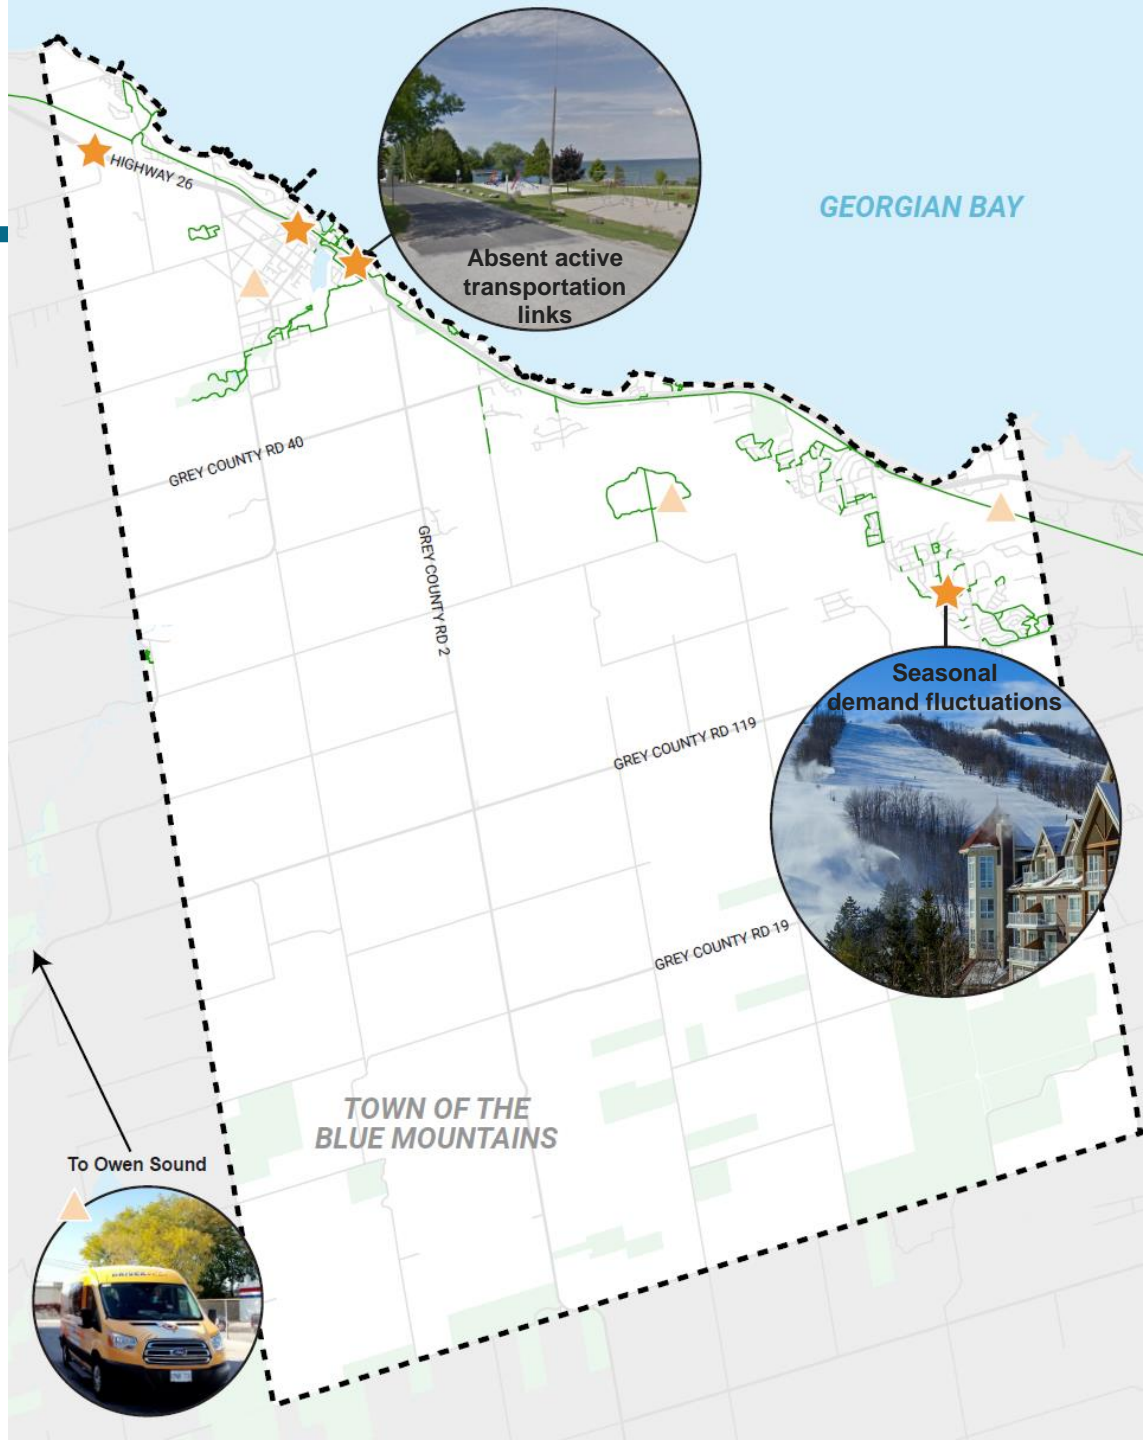 GEORGIAN BAY
Absent active
transportation
links
HIGHWAY 26
GREY COUNTY RD 40
GREY COUNTY RD 2
Seasonal
demand fluctuations
GREY COUNTY RD 119
GREY COUNTY RD 19
TOWN OF THE
BLUE MOUNTAINS
To Owen Sound